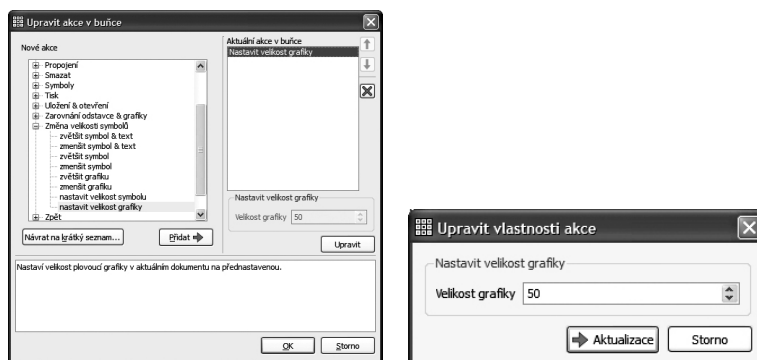 Upravit akce v buňce
Nové akce
Propojení
Smazat
Symboly
Tisk
Uložení & otevření
Zarovnání odstavce & grafiky
Změna velikosti symbolů
zvětšit symbol & text
zmenšit symbol & text
zvětšit symbol
zmenšit symbol
zvětšit grafiku
zmenšit grafiku
nastavit velikost symbolu
nastavit velikost grafiky
Zpět
Návrat na krátký seznam...
Přidat
Aktuální akce v buňce
Nastavit velikost grafiky
Nastavit velikost grafiky
Velikost grafiky 50
Upravit
Nastaví velikost plovoucí grafiky v aktuálním dokumentu na přednastavenou.
OK Storno
Upravit vlastnosti akce
Nastavit velikost grafiky
Velikost grafiky 50
Aktualizace Storno